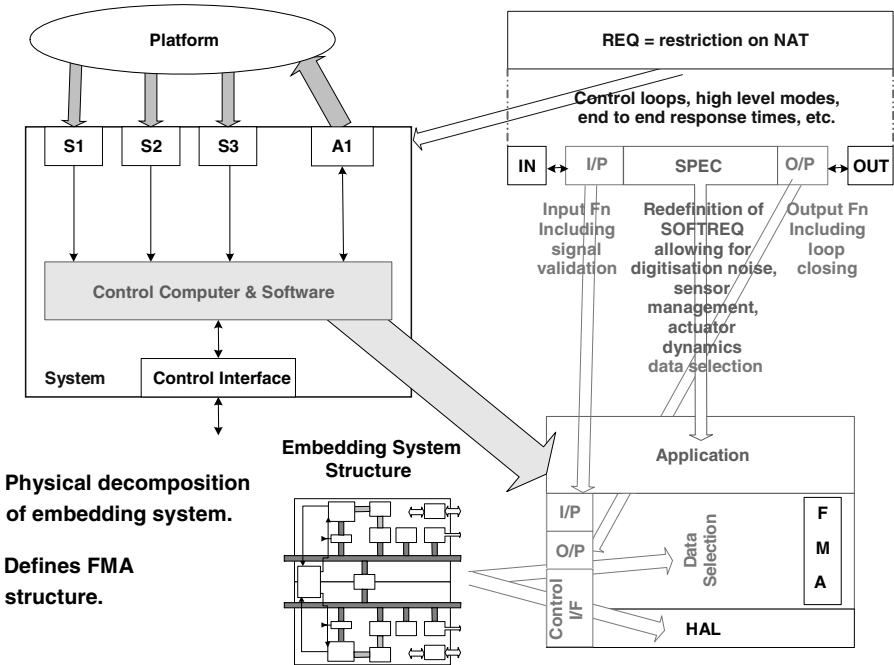 Platform
S1
S2
S3
A1
Control Computer & Software
System
Control Interface
REQ = restriction on NAT
Control loops, high level modes,
end to end response times, etc.
IN
I/P
SPEC
O/P
OUT
Input Fn
Including
signal
validation
Redefinition of
SOFTREQ
allowing for
digitisation noise,
sensor
management,
actuator
dynamics
data selection
Output Fn
Including
loop
closing
Physical decomposition
of embedding system.
Defines FMA
structure.
Embedding System
Structure
Application
I/P
O/P
Control
I/F
Data
Selection
F
M
A
HAL